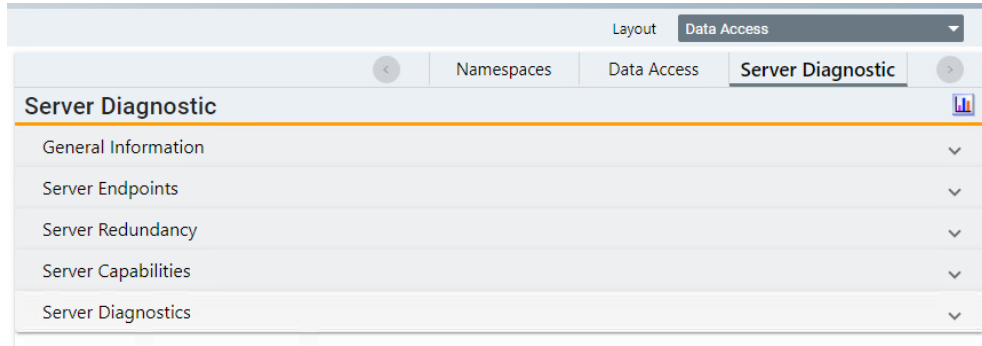 Layout Data Access
Namespaces Data Access Server Diagnostic
Server Diagnostic
General Information
Server Endpoints
Server Redundancy
Server Capabilities
Server Diagnostics